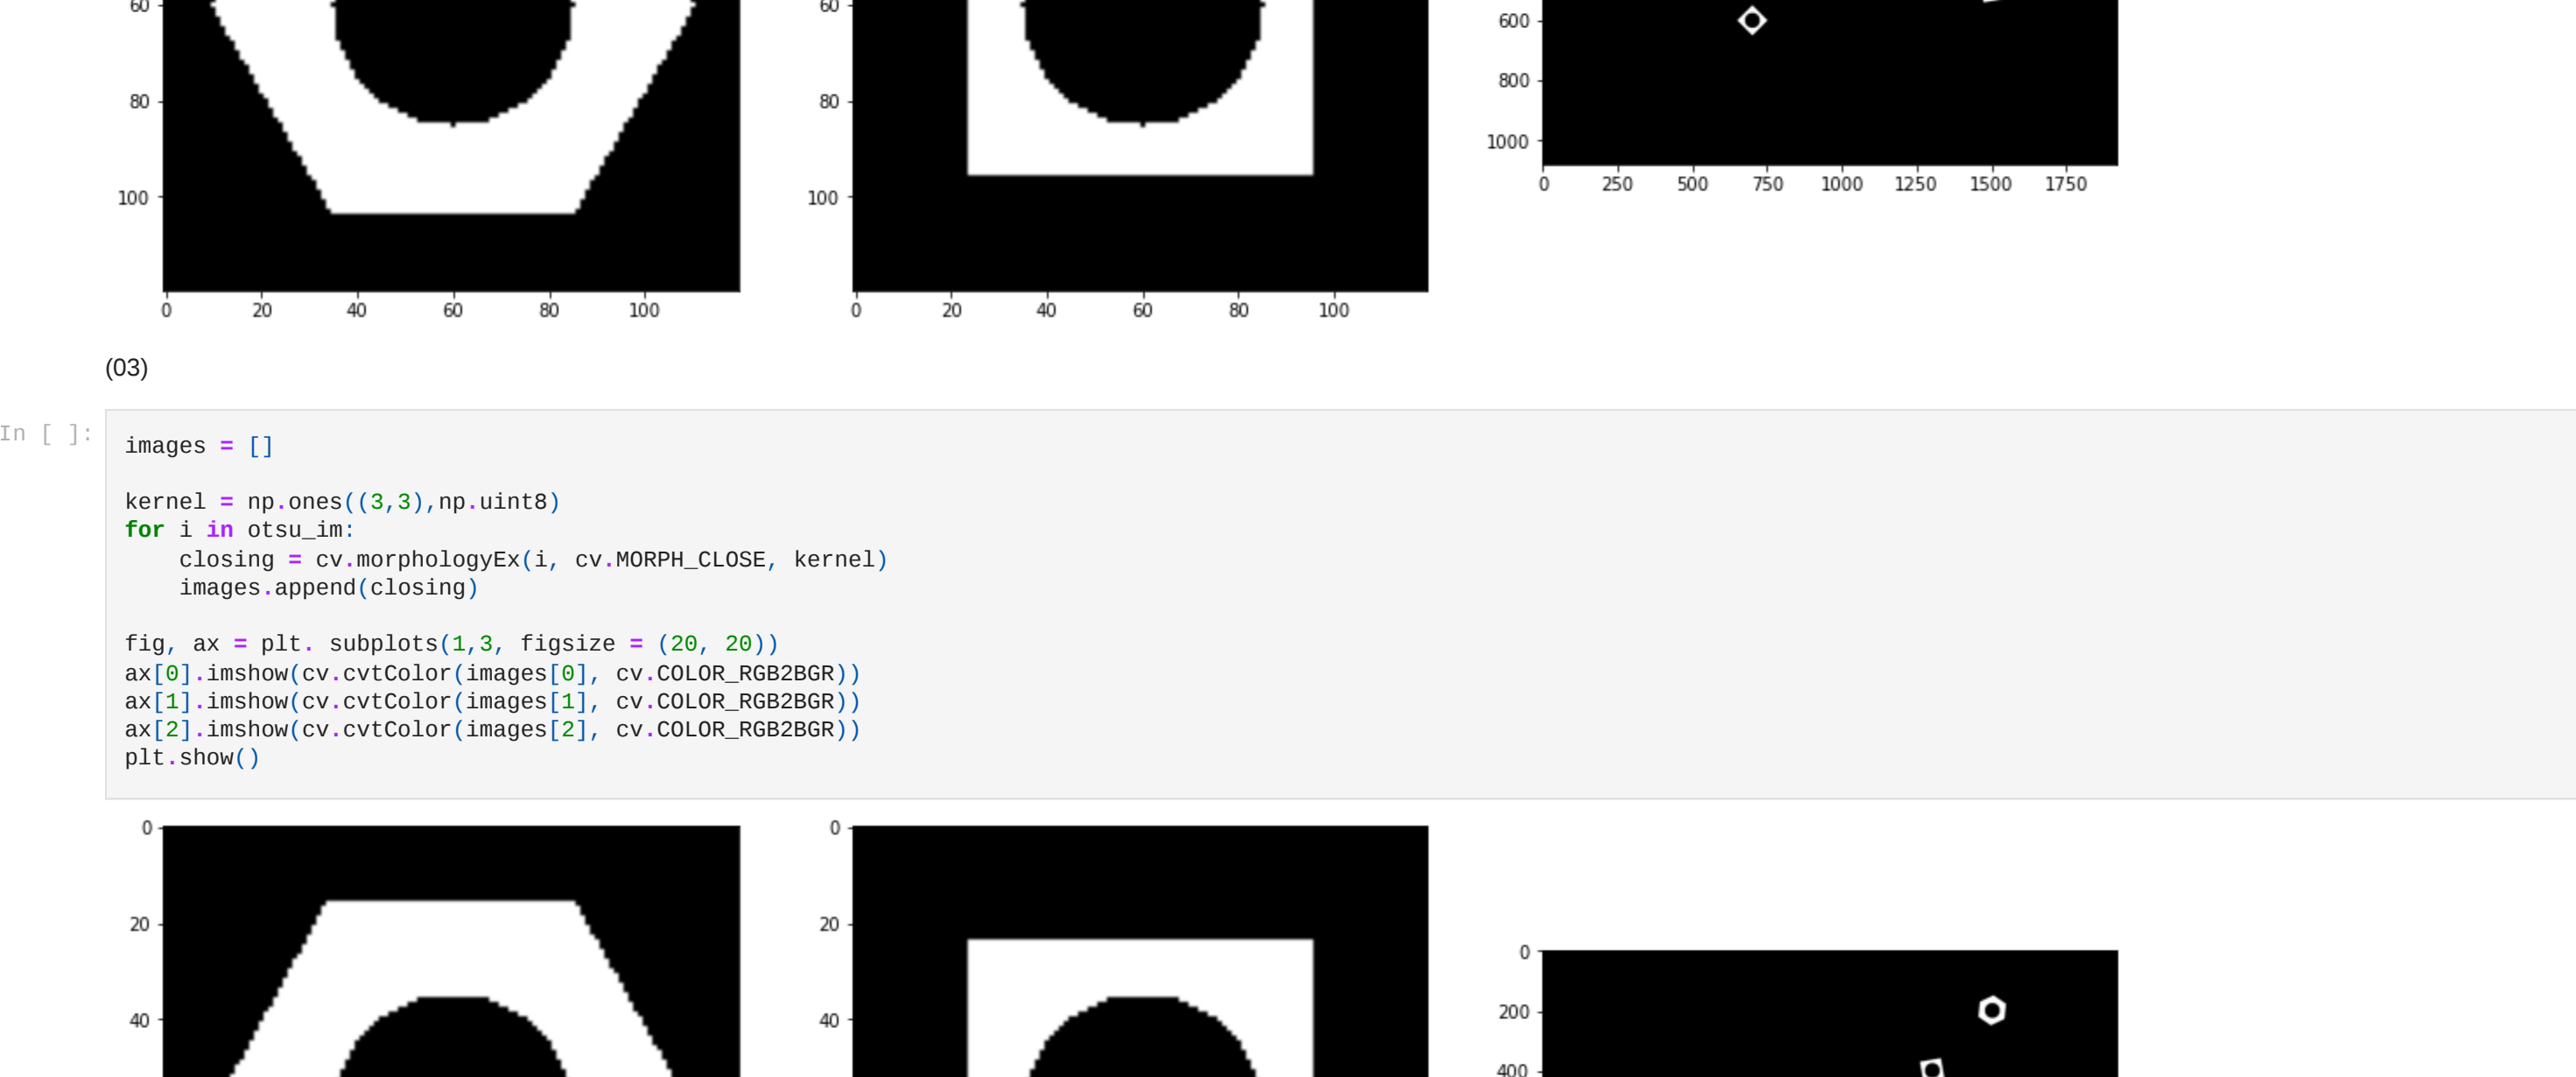 60
80
100
0 20 40 60 80 100
60
80
100
0 20 40 60 80 100
600
800
1000
0 250 500 750 1000 1250 1500 1750
(03)
In [ ]:
images = []
kernel = np.ones((3,3),np.uint8)
for i in otsu_im:
    closing = cv.morphologyEx(i, cv.MORPH_CLOSE, kernel)
    images.append(closing)
fig, ax = plt. subplots(1,3, figsize = (20, 20))
ax[0].imshow(cv.cvtColor(images[0], cv.COLOR_RGB2BGR))
ax[1].imshow(cv.cvtColor(images[1], cv.COLOR_RGB2BGR))
ax[2].imshow(cv.cvtColor(images[2], cv.COLOR_RGB2BGR))
plt.show()
0
20
40
0
20
40
0
200
400